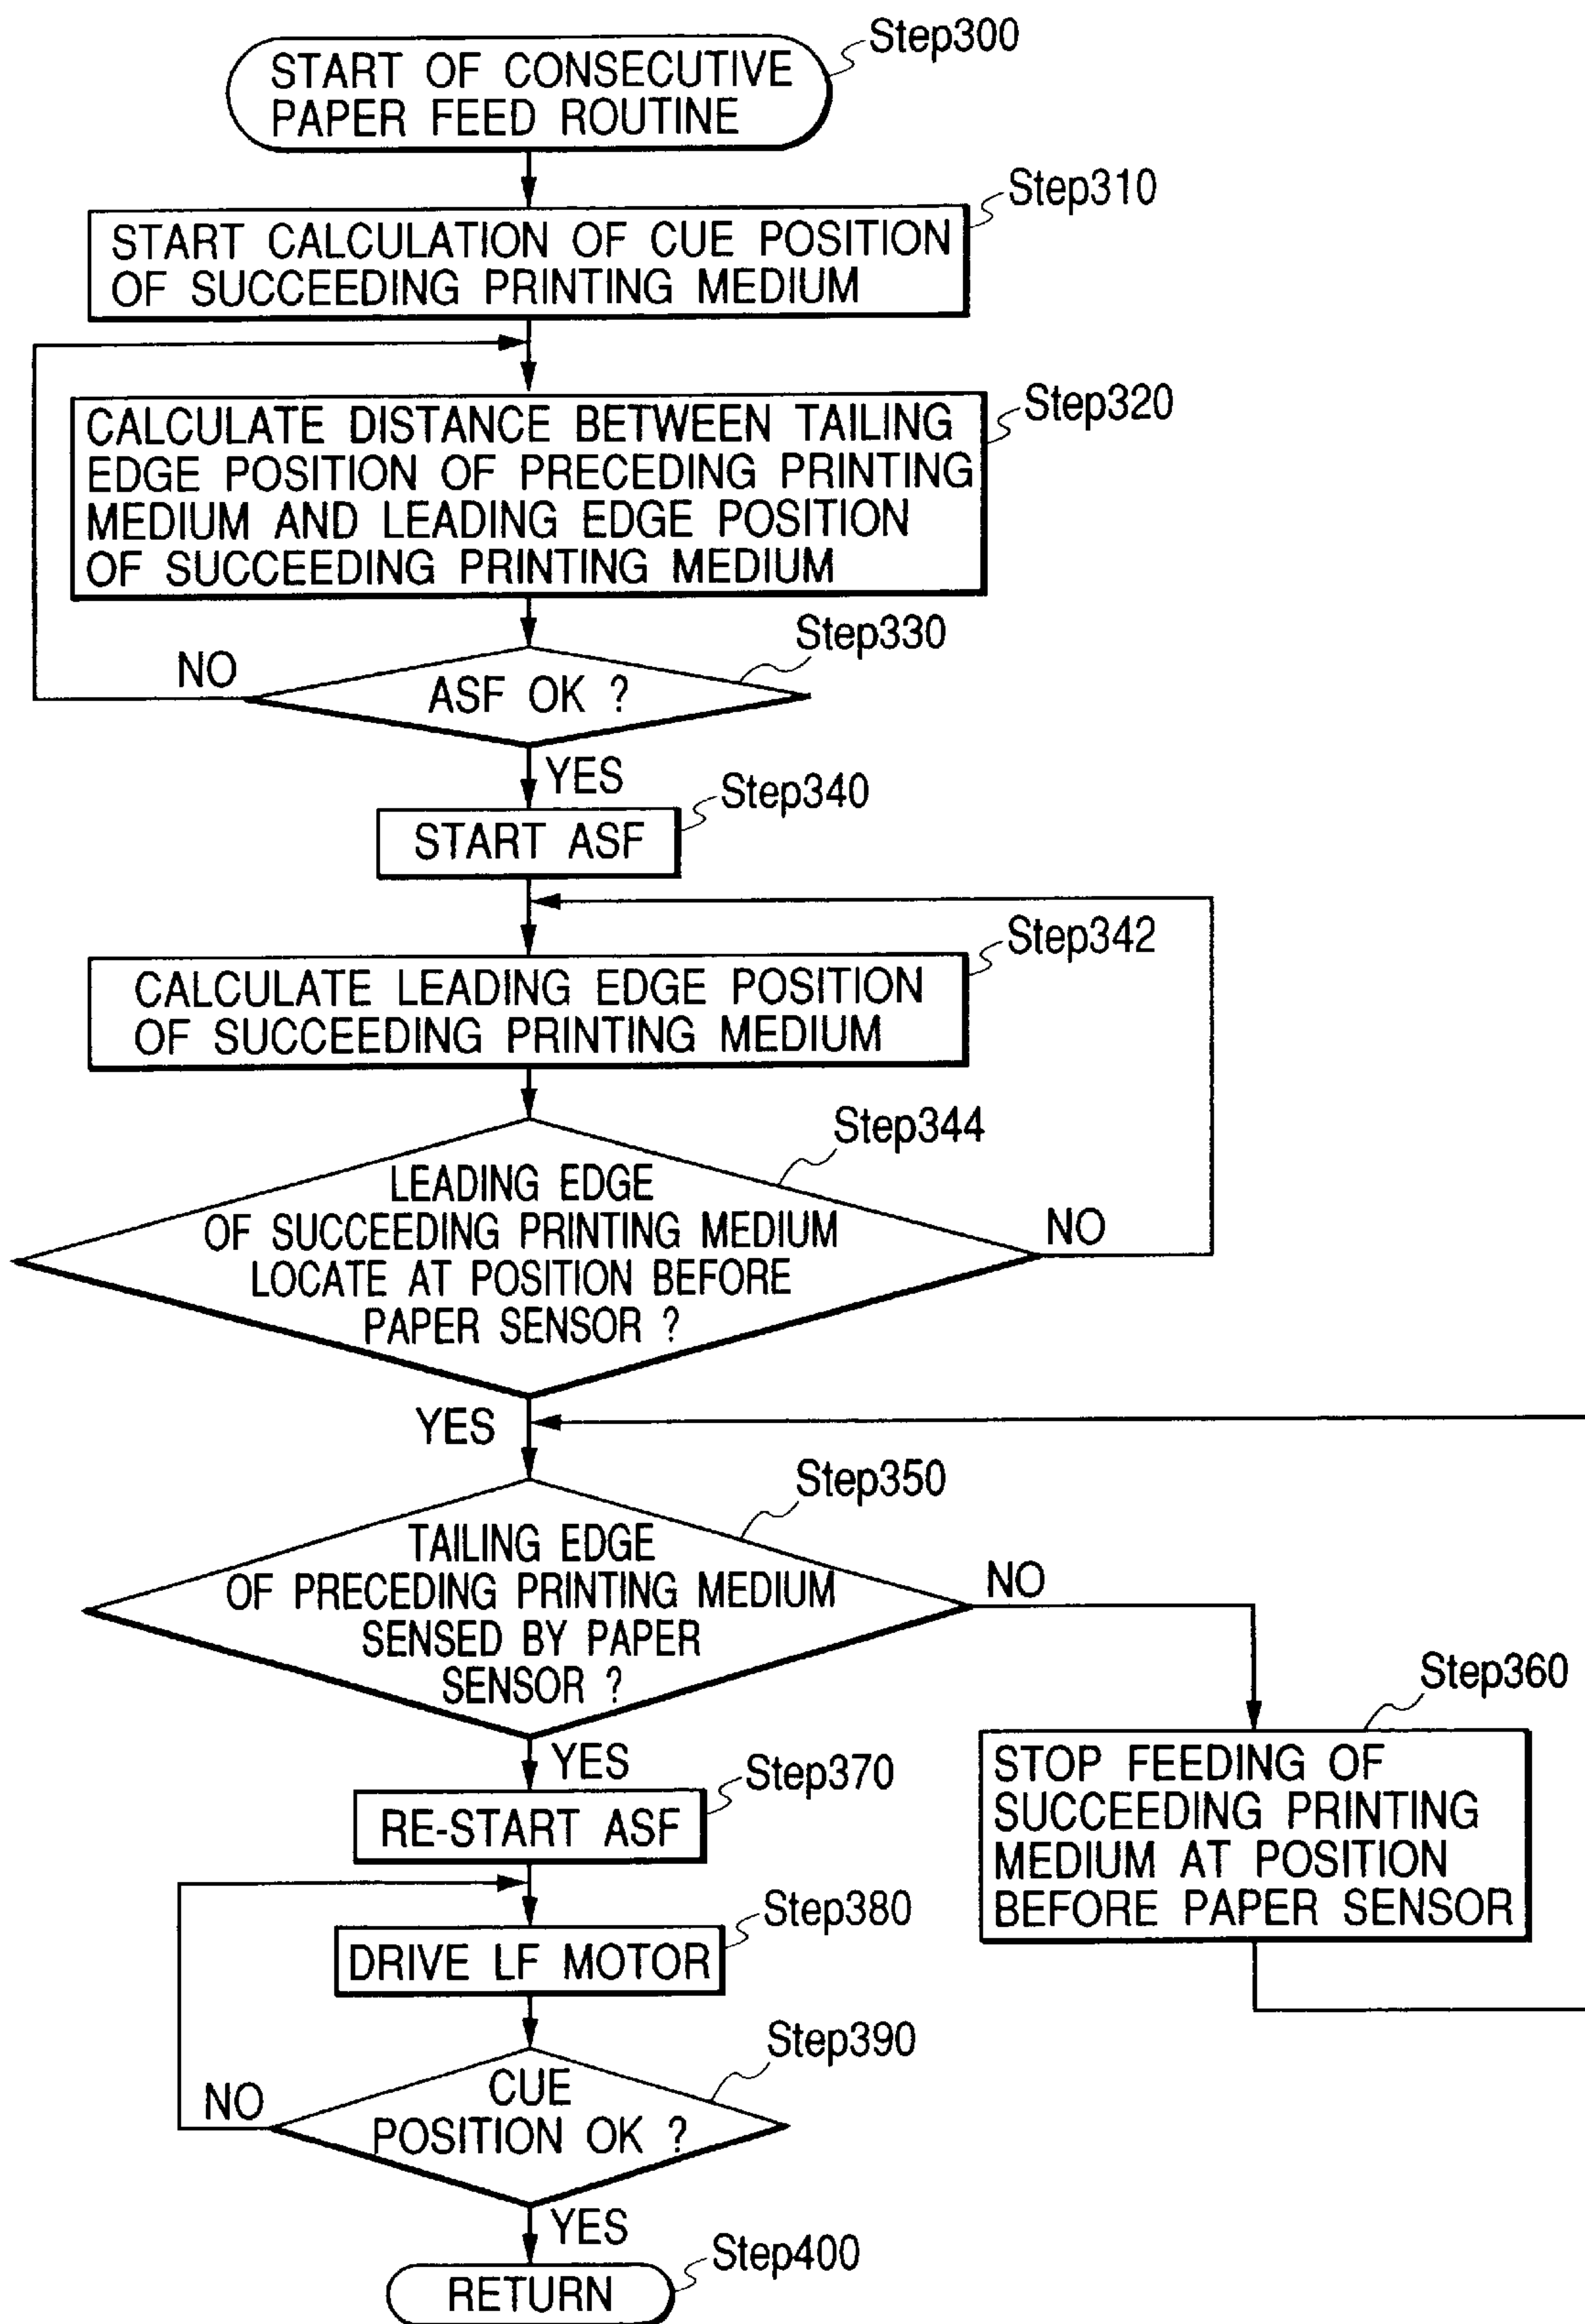 Step300
START OF CONSECUTIVE
PAPER FEED ROUTINE
Step310
START CALCULATION OF CUE POSITION
OF SUCCEEDING PRINTING MEDIUM
Step320
CALCULATE DISTANCE BETWEEN TAILING
EDGE POSITION OF PRECEDING PRINTING
MEDIUM AND LEADING EDGE POSITION
OF SUCCEEDING PRINTING MEDIUM
Step330
NO
ASF OK ?
YES
Step340
START ASF
Step342
CALCULATE LEADING EDGE POSITION
OF SUCCEEDING PRINTING MEDIUM
Step344
LEADING EDGE
OF SUCCEEDING PRINTING MEDIUM
LOCATE AT POSITION BEFORE
PAPER SENSOR ?
NO
YES
Step350
TAILING EDGE
OF PRECEDING PRINTING MEDIUM
SENSED BY PAPER
SENSOR ?
NO
Step360
STOP FEEDING OF
SUCCEEDING PRINTING
MEDIUM AT POSITION
BEFORE PAPER SENSOR
YES
Step370
RE-START ASF
Step380
DRIVE LF MOTOR
Step390
CUE
POSITION OK ?
NO
YES
Step400
RETURN